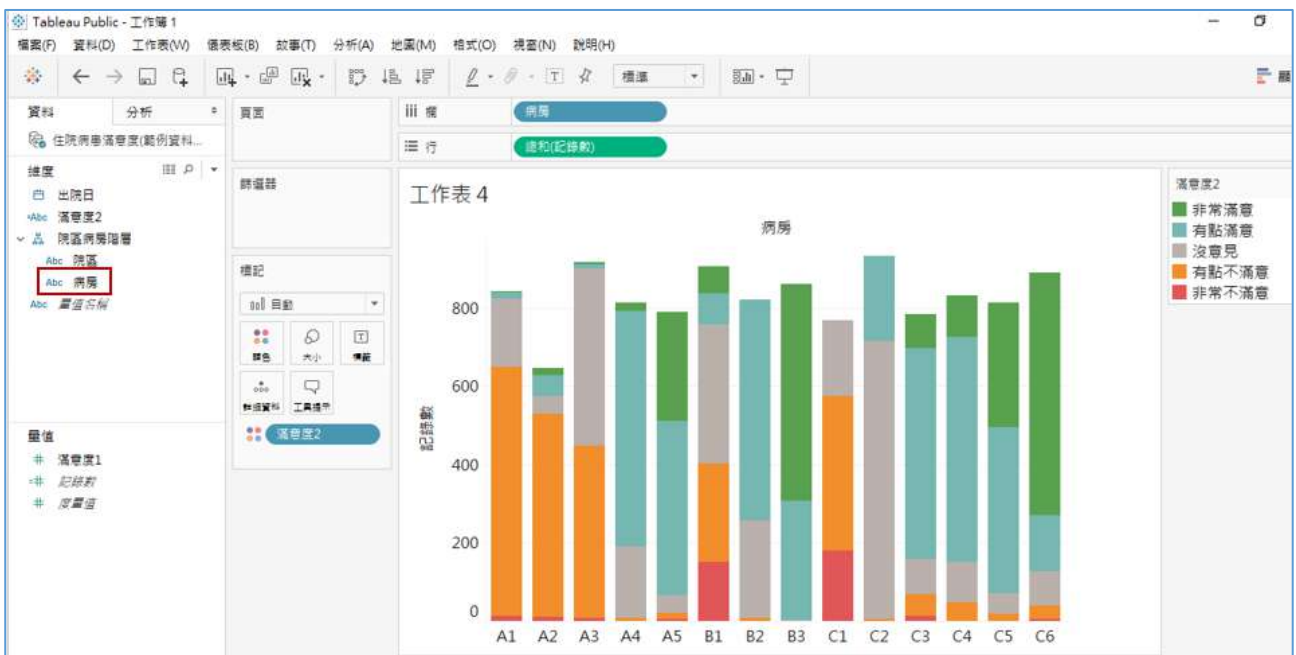 Tableau Public - 工作簿 1
檔案(F) 資料(D) 工作表(W) 儀表板(B) 故事(T) 分析(A) 地圖(M) 格式(O) 視窗(N) 說明(H)
標準
資料 分析
頁面
iii 欄 病房
住院病患滿意度(範例資料...
行 總和(記錄數)
維度
篩選器
出院日
Abc 滿意度2
院區病房階層
Abc 院區
Abc 病房
Abc 量值名稱
標記
自動
顏色 大小 標籤
詳細資料 工具提示
滿意度2
量值
# 滿意度1
# 記錄數
# 度量值
工作表 4
病房
記錄數
800
600
400
200
0
A1 A2 A3 A4 A5 B1 B2 B3 C1 C2 C3 C4 C5 C6
滿意度2
非常滿意
有點滿意
沒意見
有點不滿意
非常不滿意